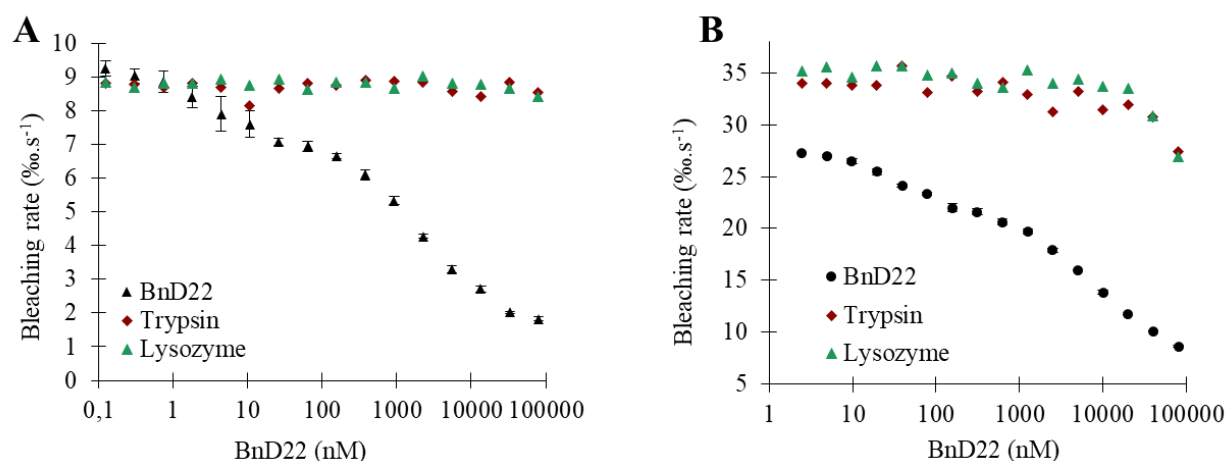 A
Bleaching rate (‰.s⁻¹)
10
9
8
7
6
5
4
3
2
1
0
BnD22
Trypsin
Lysozyme
0,1
1
10
100
1000
10000
100000
BnD22 (nM)
B
Bleaching rate (‰.s⁻¹)
35
30
25
20
15
10
5
BnD22
Trypsin
Lysozyme
1
10
100
1000
10000
100000
BnD22 (nM)